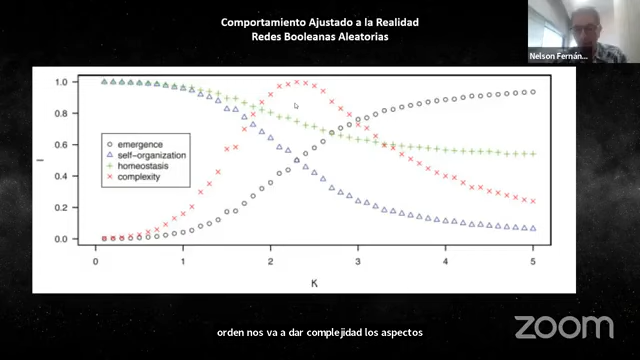 Comportamiento Ajustado a la Realidad
Redes Booleanas Aleatorias
Nelson Fernán...
1.0
0.8
0.6
0.4
0.2
0.0
I
emergence
self-organization
homeostasis
complexity
0
1
2
3
4
5
K
orden nos va a dar complejidad los aspectos
zoom